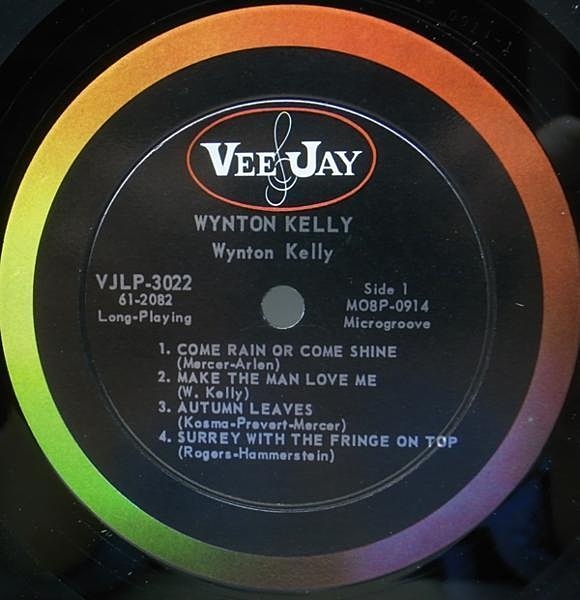 VEE JAY
WYNTON KELLY
Wynton Kelly
VJLP-3022
61-2082
Long-Playing
Side 1
MO8P-0914
Microgroove
1. COME RAIN OR COME SHINE
(Mercer-Arlen)
2. MAKE THE MAN LOVE ME
(W. Kelly)
3. AUTUMN LEAVES
(Kosma-Prevert-Mercer)
4. SURREY WITH THE FRINGE ON TOP
(Rogers-Hammerstein)